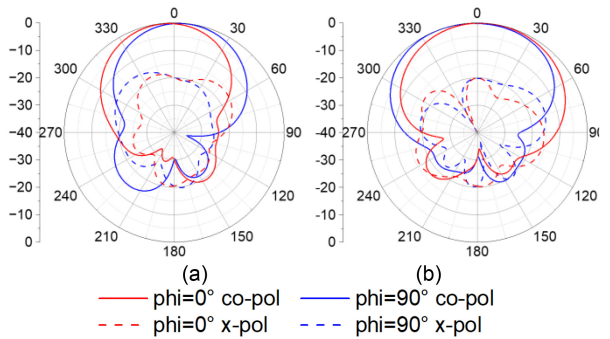 0 0
0 330 30 0 330 30
-10 -10
300 60 300 60
-20 -20
-30 -30
-40 270 90 -40 270 90
-30 -30
-20 240 120 -20 240 120
-10 210 150 -10 210 150
0 180 0 180
(a) (b)
phi=0° co-pol phi=90° co-pol
phi=0° x-pol phi=90° x-pol